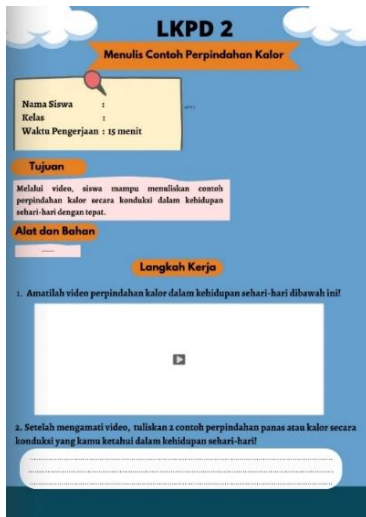 LKPD 2
Menulis Contoh Perpindahan Kalor
Nama Siswa :
Kelas :
Waktu Pengerjaan : 15 menit
Tujuan
Melalui video, siswa mampu menuliskan contoh
perpindahan kalor secara konduksi dalam kehidupan
sehari-hari dengan tepat.
Alat dan Bahan
Langkah Kerja
1. Amatilah video perpindahan kalor dalam kehidupan sehari-hari dibawah ini!
2. Setelah mengamati video, tuliskan 2 contoh perpindahan panas atau kalor secara
konduksi yang kamu ketahui dalam kehidupan sehari-hari!